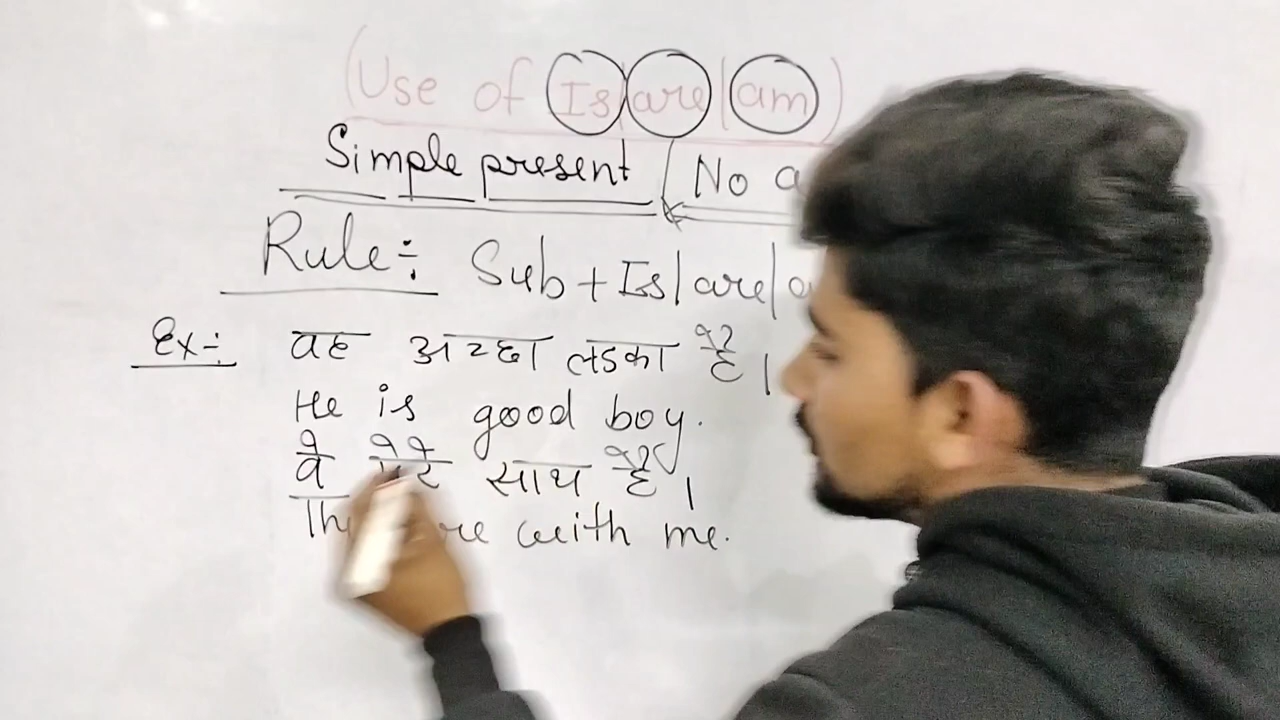 (Use of Is|are|am)
Simple present (No
Rule:- Sub + Is|are|
Ex:- वह अच्छा लडका है।
He is good boy.
वे मेरे साथ हैं।
with me.